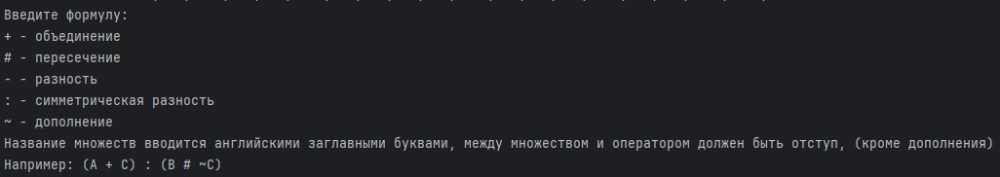 Введите формулу:
+ - объединение
# - пересечение
- - разность
: - симметрическая разность
~ - дополнение
Название множеств вводится английскими заглавными буквами, между множеством и оператором должен быть отступ, (кроме дополнения)
Например: (A + C) : (B # ~C)